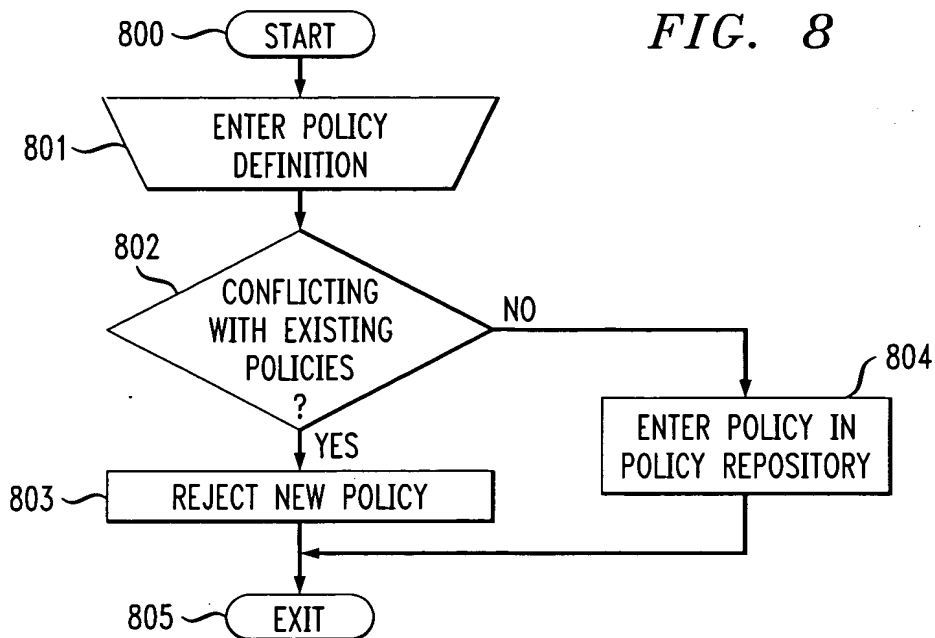 FIG. 8
800
START
801
ENTER POLICY
DEFINITION
802
CONFLICTING
WITH EXISTING
POLICIES
?
NO
YES
804
ENTER POLICY IN
POLICY REPOSITORY
803
REJECT NEW POLICY
805
EXIT